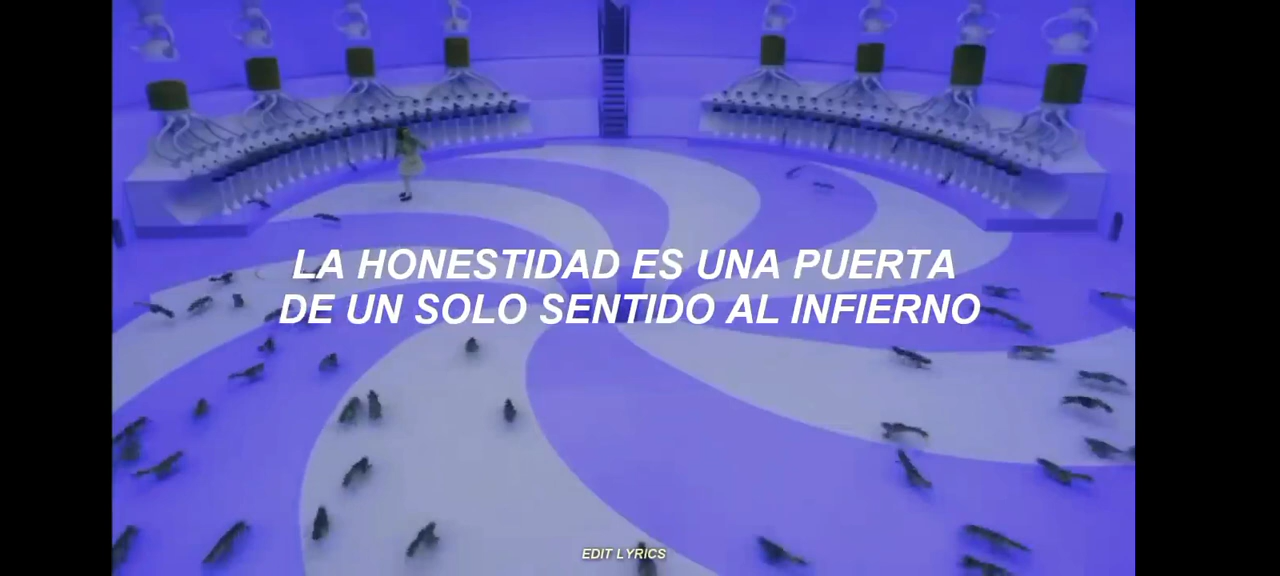 LA HONESTIDAD ES UNA PUERTA
DE UN SOLO SENTIDO AL INFIERNO
EDIT LYRICS